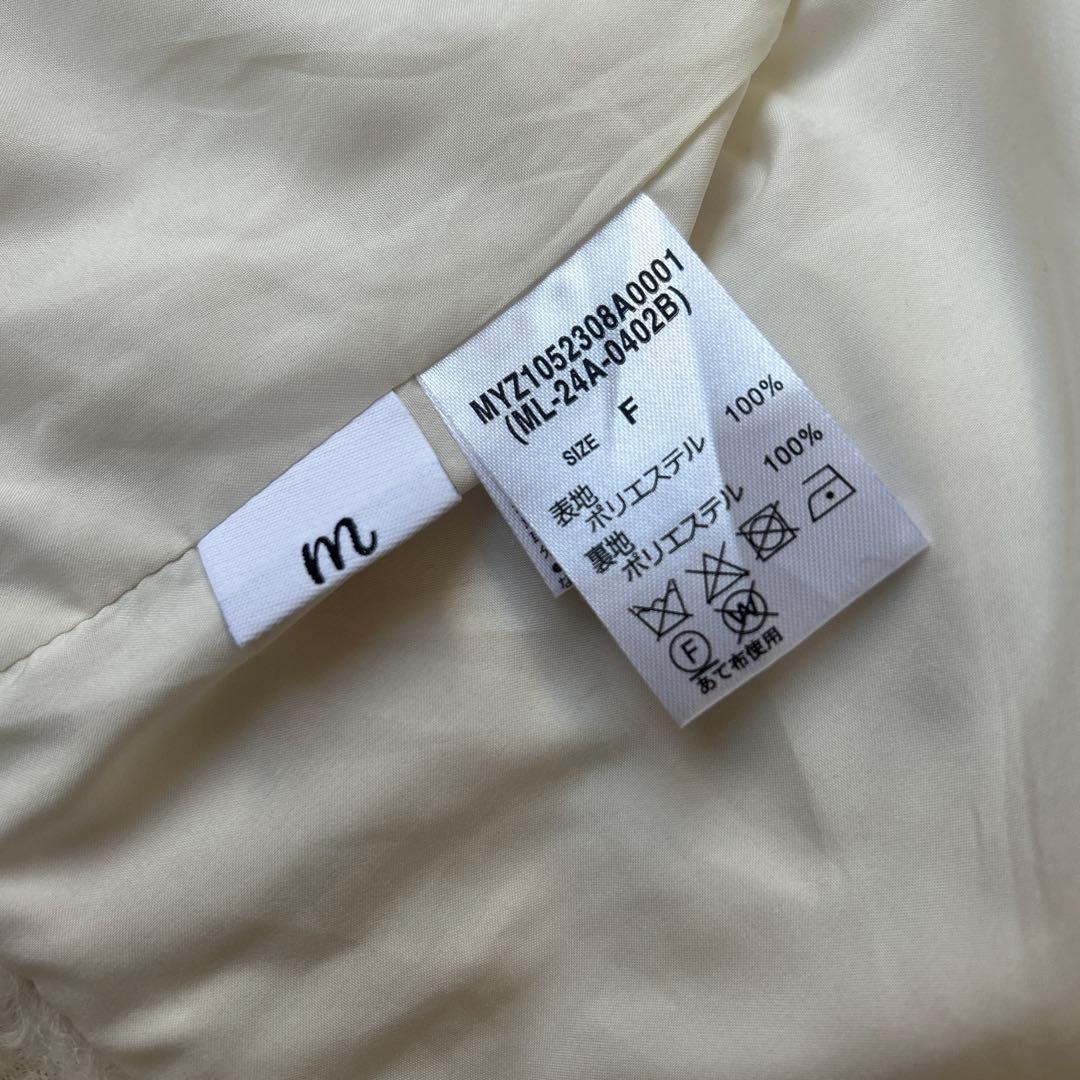 m
MYZ1052308A0001
(ML-24A-0402B)
SIZE F
表地
ポリエステル 100%
裏地
ポリエステル 100%
F W
あて布使用